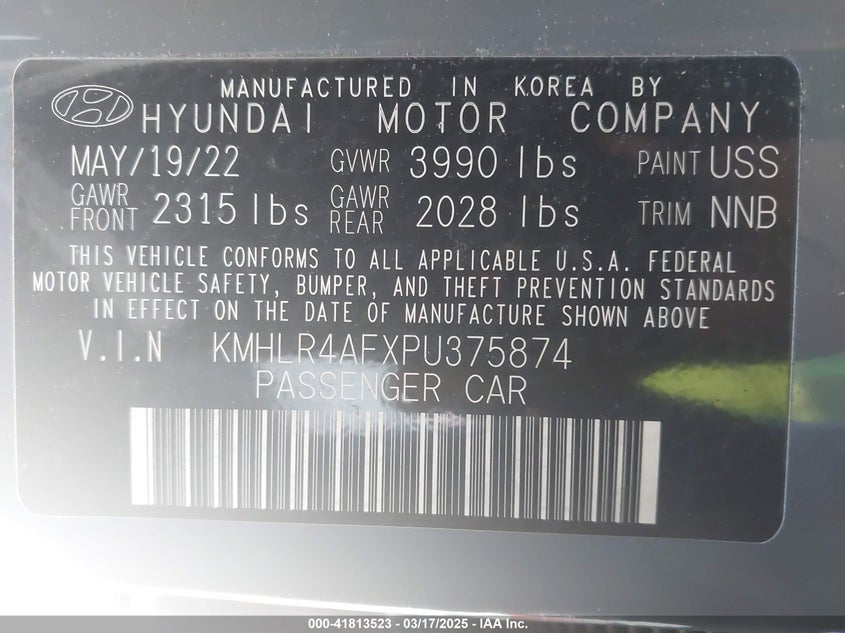 MANUFACTURED IN KOREA BY
HYUNDAI MOTOR COMPANY
MAY/19/22 GVWR 3990 lbs PAINT USS
GAWR FRONT 2315 lbs GAWR REAR 2028 lbs TRIM NNB
THIS VEHICLE CONFORMS TO ALL APPLICABLE U.S.A. FEDERAL
MOTOR VEHICLE SAFETY, BUMPER, AND THEFT PREVENTION STANDARDS
IN EFFECT ON THE DATE OF MANUFACTURE SHOWN ABOVE
V.I.N KMHLR4AFXPU375874
PASSENGER CAR
000-41813523 - 03/17/2025 - IAA Inc.